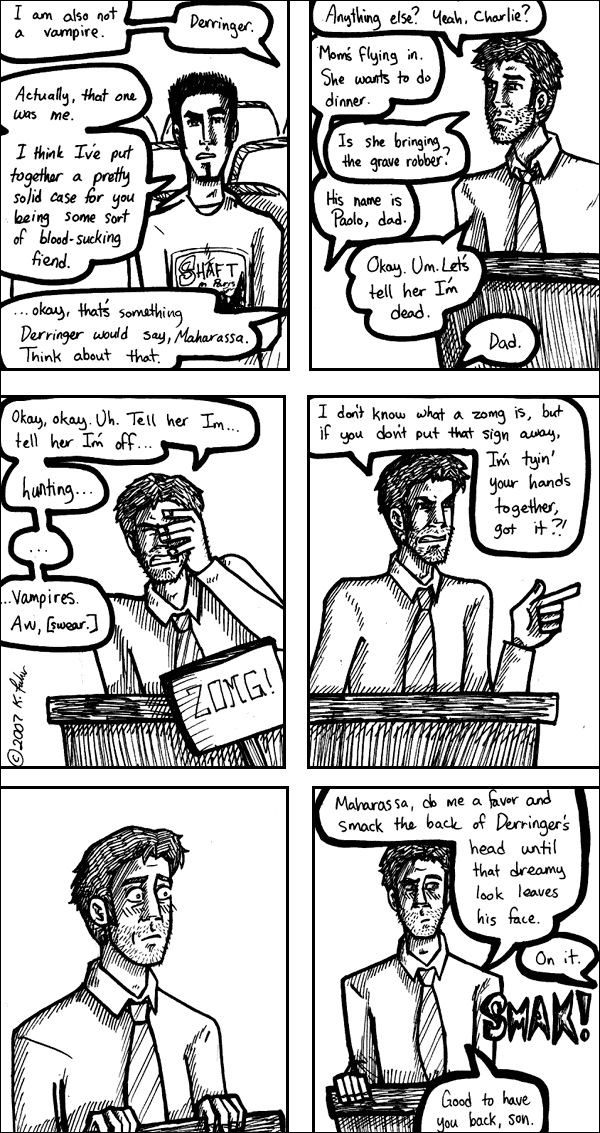 I am also not
a vampire.
Derringer.
Actually, that one
was me.
I think I've put
together a pretty
solid case for you
being some sort
of blood-sucking
fiend.
SHAFT
...okay, that's something
Derringer would say, Maharassa.
Think about that.
Anything else? Yeah, Charlie?
Mom's flying in.
She wants to do
dinner.
Is she bringing
the grave robber?
His name is
Paolo, dad.
Okay. Um. Let's
tell her I'm
dead.
Dad.
Okay, okay. Uh. Tell her I'm...
tell her I'm off...
hunting...
...
...Vampires.
Aw, [swear.]
ZOMG!
©2007 K.
I don't know what a zomg is, but
if you don't put that sign away,
I'm tyin'
your hands
together,
got it?!
Maharassa, do me a favor and
smack the back of Derringer's
head until
that dreamy
look leaves
his face.
On it.
SMAK!
Good to have
you back, son.